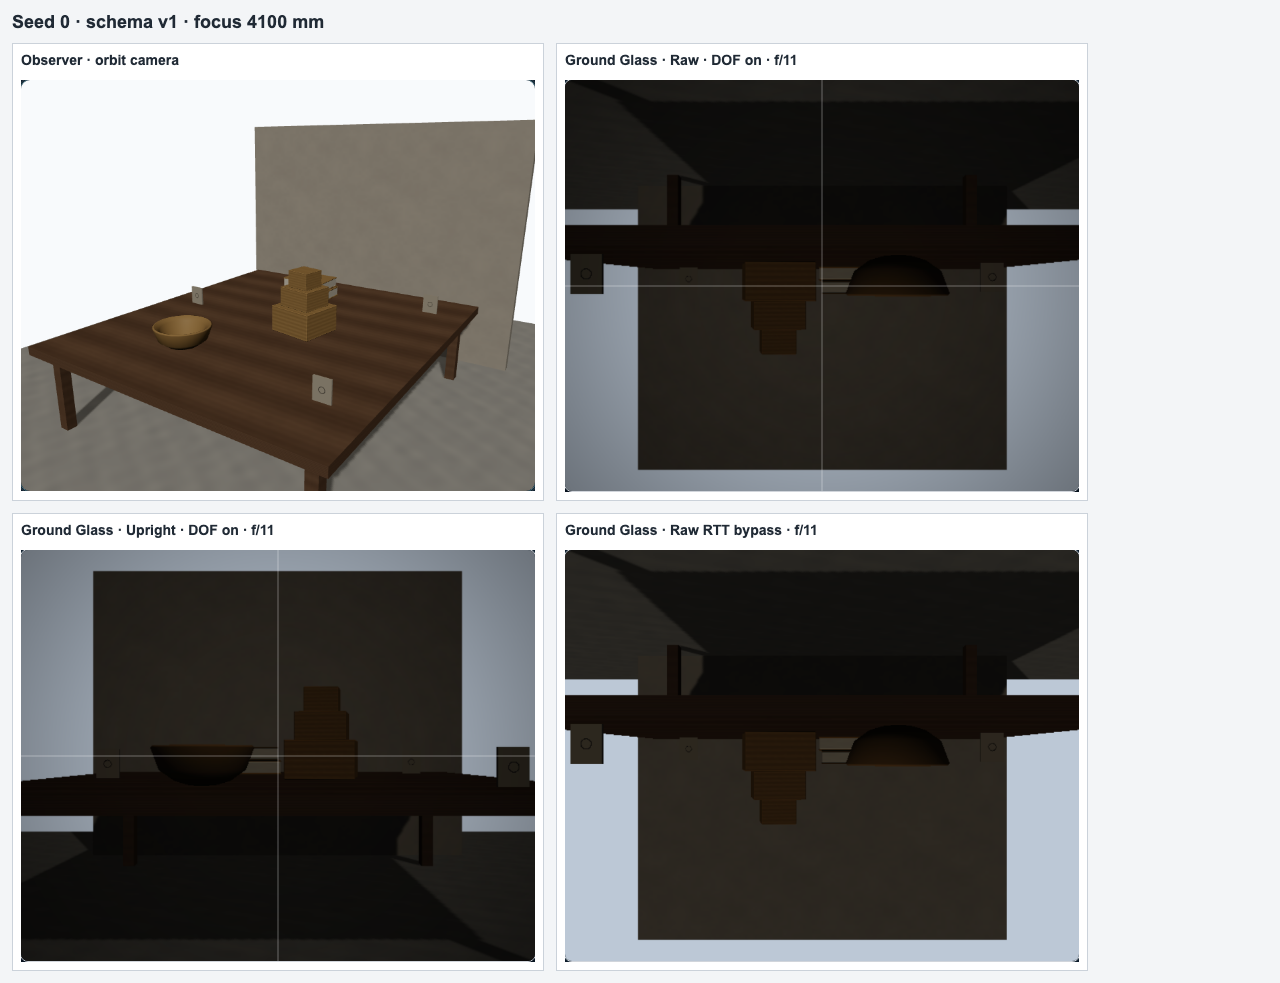 Seed 0 · schema v1 · focus 4100 mm
Observer · orbit camera
Ground Glass · Raw · DOF on · f/11
Ground Glass · Upright · DOF on · f/11
Ground Glass · Raw RTT bypass · f/11